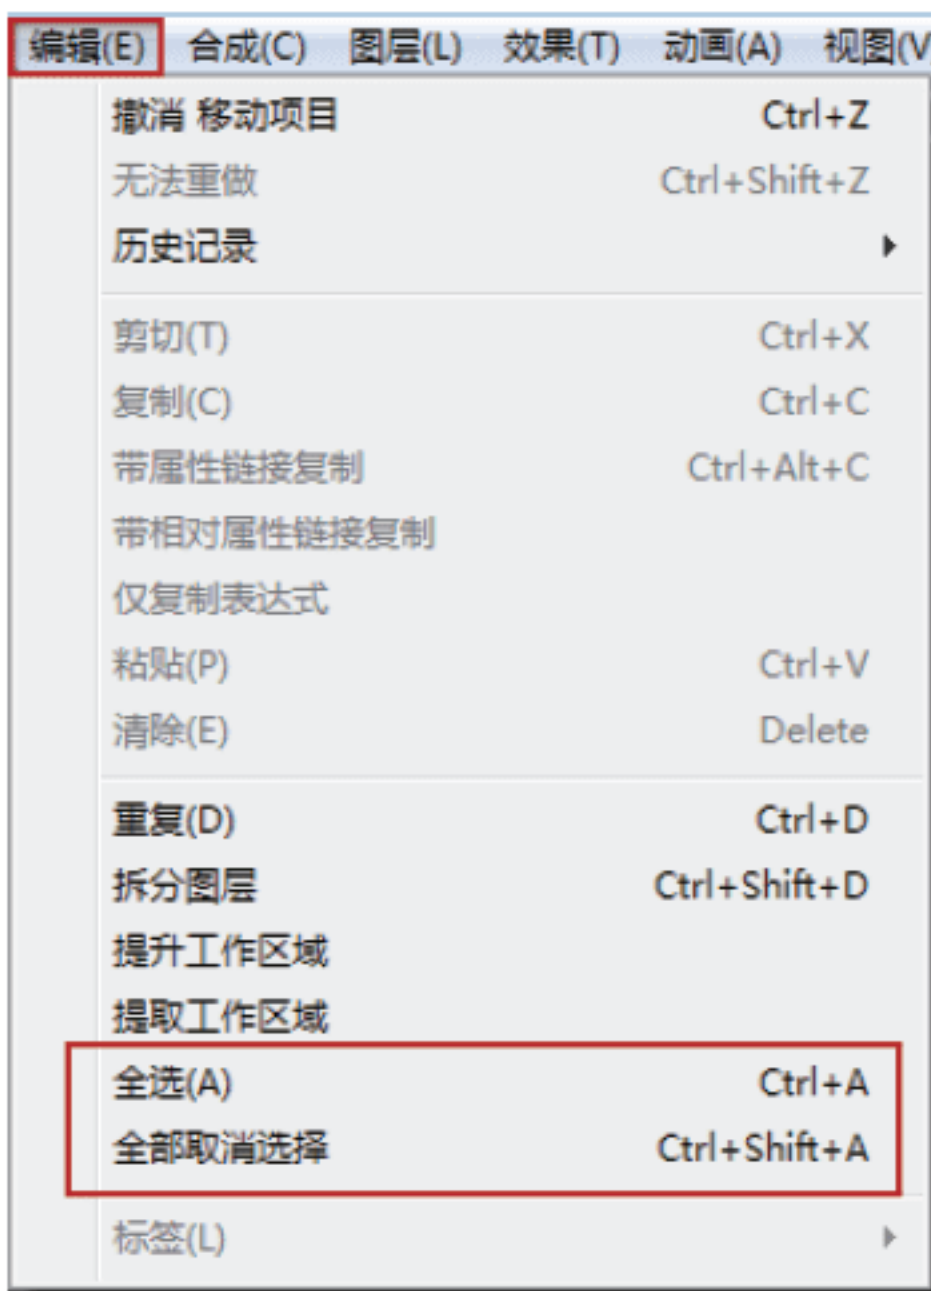 编辑(E) 合成(C) 图层(L) 效果(T) 动画(A) 视图(V
撤消 移动项目 Ctrl+Z
无法重做 Ctrl+Shift+Z
历史记录
剪切(T) Ctrl+X
复制(C) Ctrl+C
带属性链接复制 Ctrl+Alt+C
带相对属性链接复制
仅复制表达式
粘贴(P) Ctrl+V
清除(E) Delete
重复(D) Ctrl+D
拆分图层 Ctrl+Shift+D
提升工作区域
提取工作区域
全选(A) Ctrl+A
全部取消选择 Ctrl+Shift+A
标签(L)